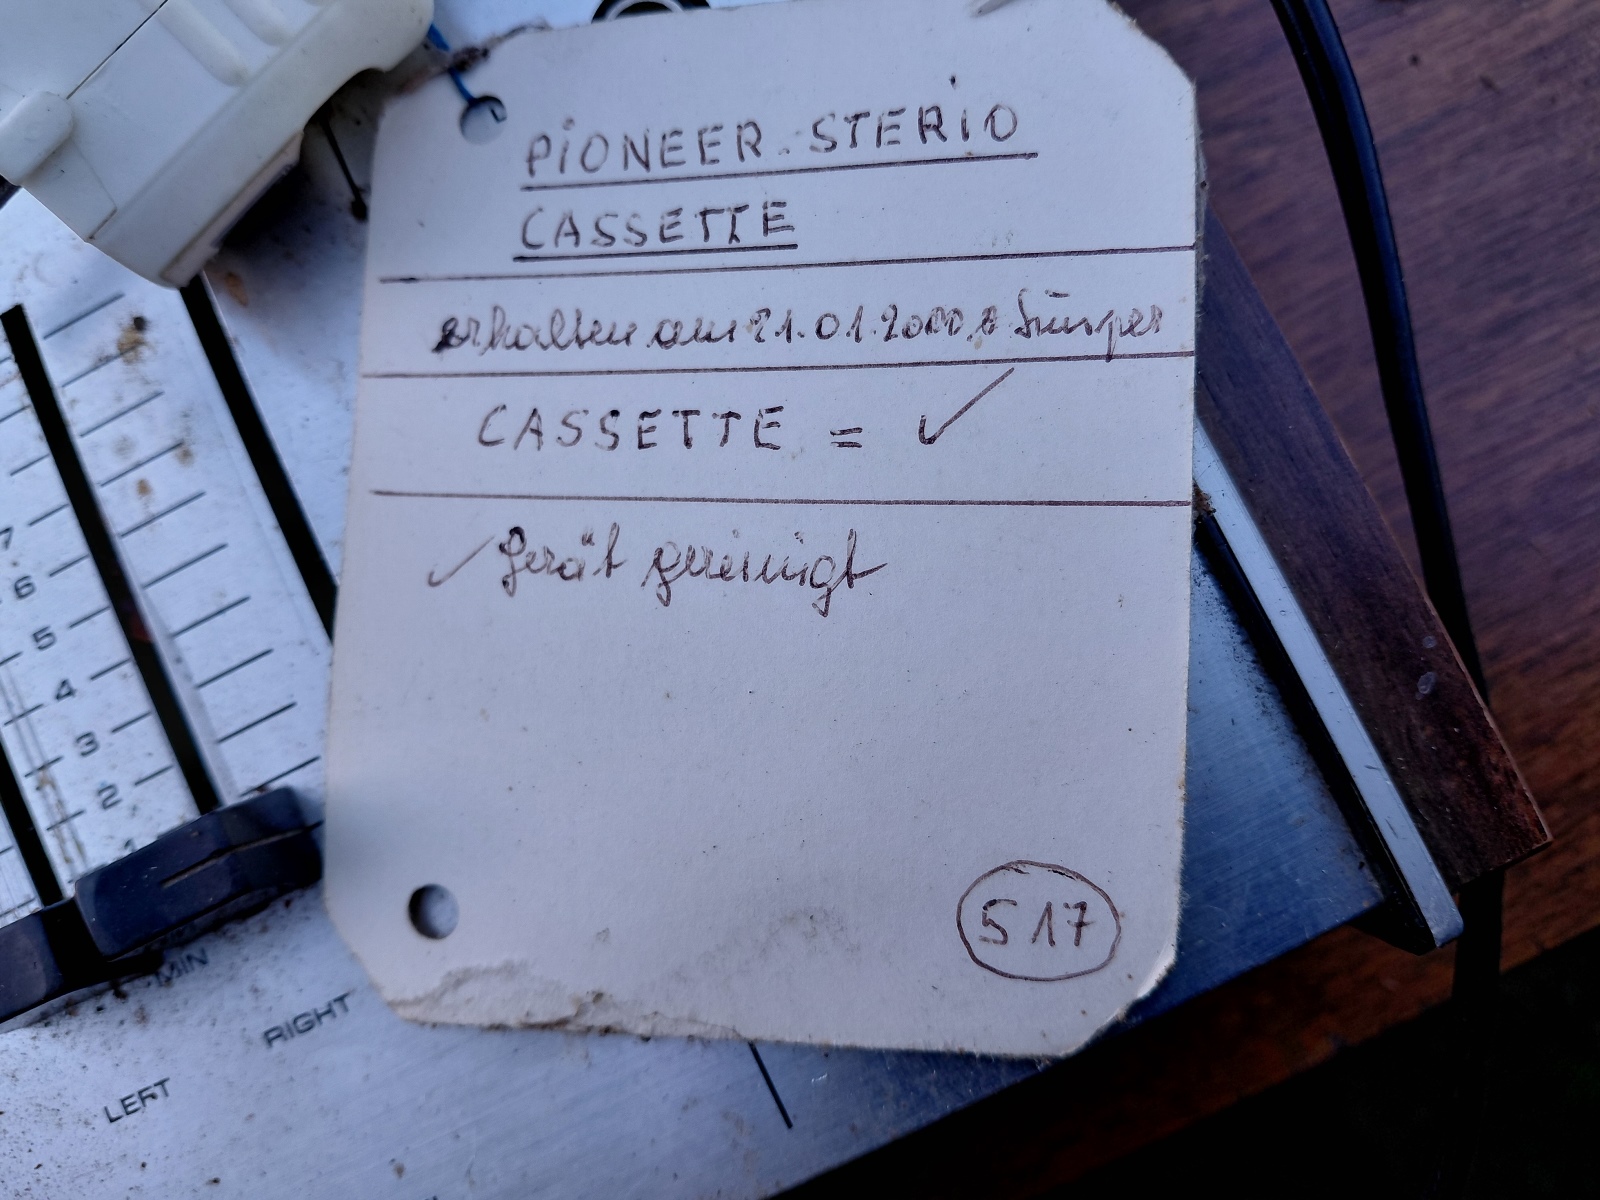 PIONEER-STERIO
CASSETTE
erhalten am 21.01.2000
CASSETTE = ✓
✓ Gerät gereinigt
517
7
6
5
4
3
2
1
MIN
RIGHT
LEFT